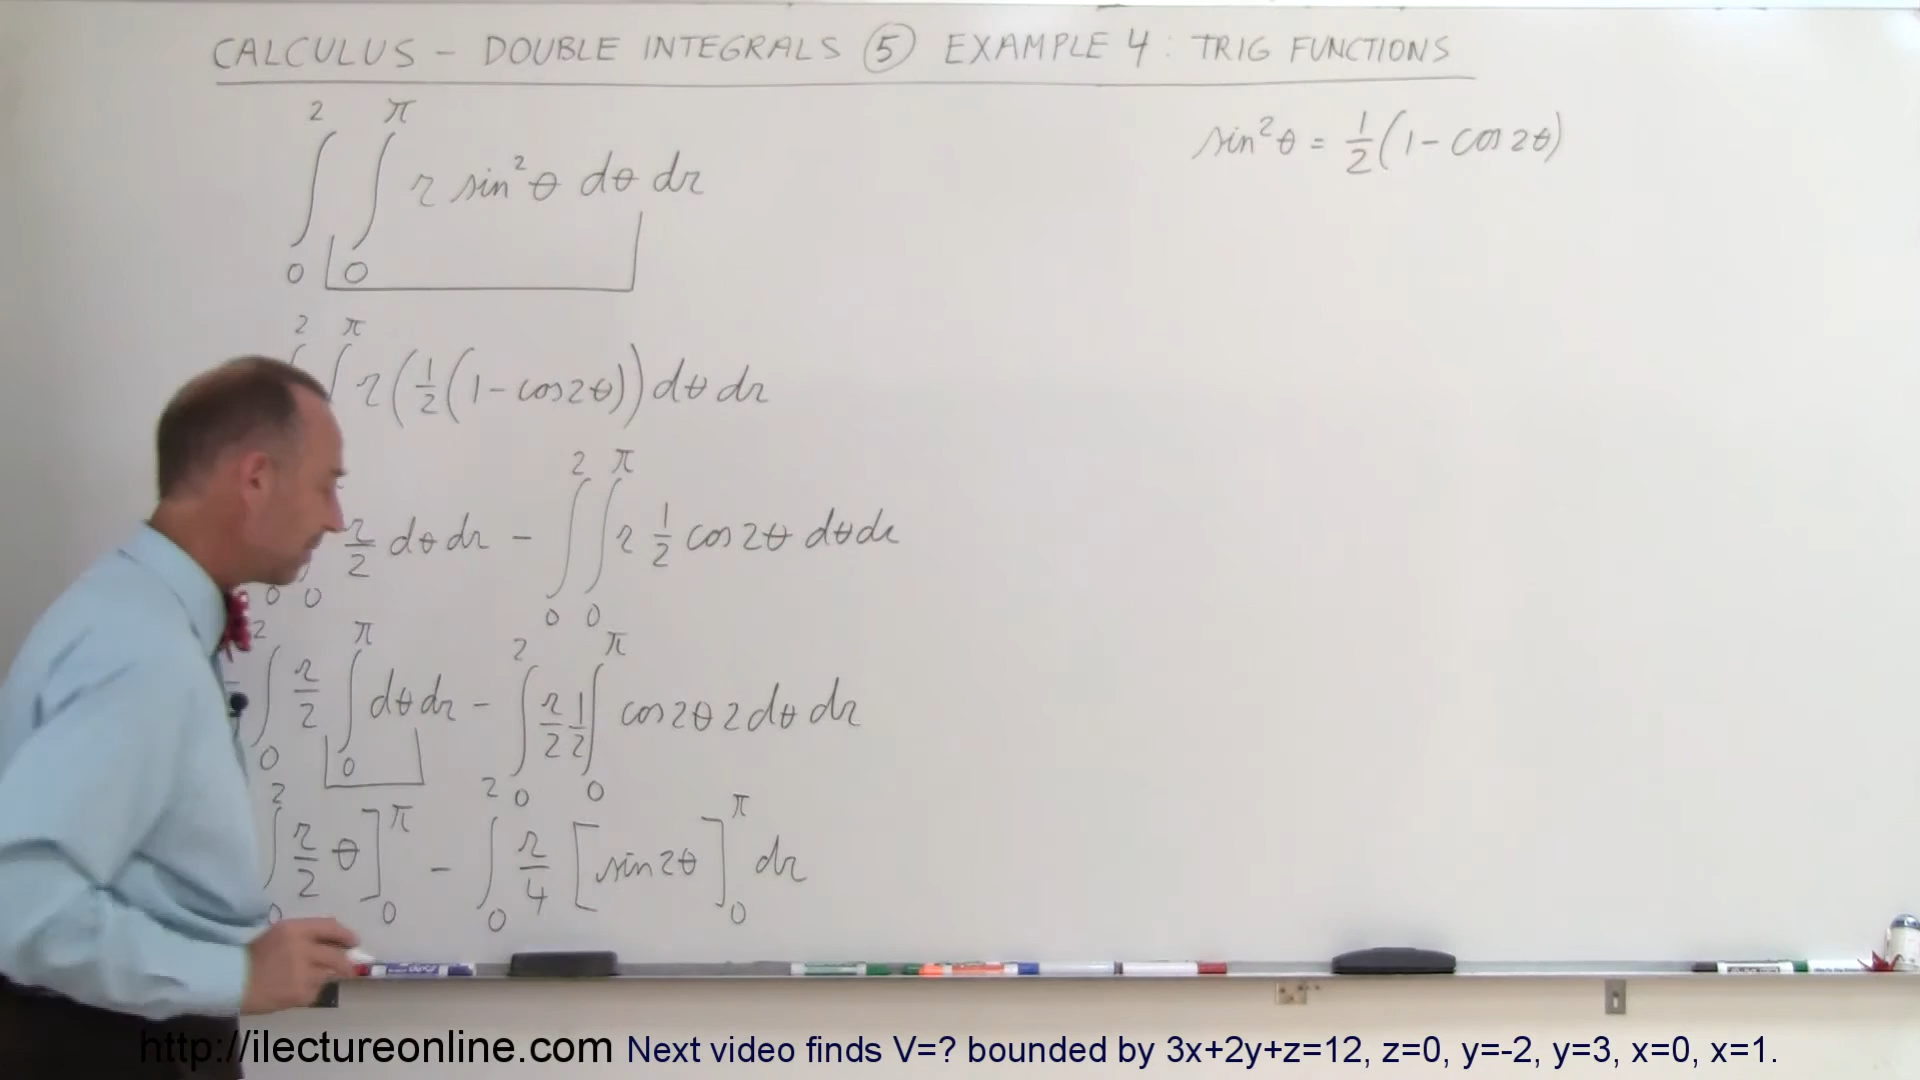 CALCULUS - DOUBLE INTEGRALS ⑤ EXAMPLE 4: TRIG FUNCTIONS
∫₀² ∫₀^π r sin²θ dθ dr
sin²θ = 1/2 (1 - cos 2θ)
∫² ∫^π r (1/2 (1 - cos 2θ)) dθ dr
∫₀ ∫₀ r/2 dθ dr - ∫₀² ∫₀^π r 1/2 cos 2θ dθ dr
∫₀² r/2 ∫₀^π dθ dr - ∫₀² r/2 1/2 ∫₀^π cos 2θ 2 dθ dr
∫₀² r/2 θ]₀^π - ∫₀² r/4 [sin 2θ]₀^π dr
http://ilectureonline.com Next video finds V=? bounded by 3x+2y+z=12, z=0, y=-2, y=3, x=0, x=1.